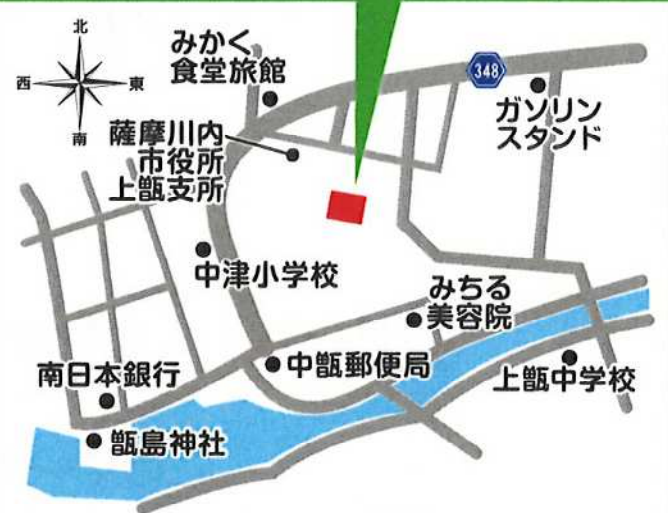 北
西
東
南
みかく
食堂旅館
348
ガソリン
スタンド
薩摩川内
市役所
上甑支所
中津小学校
みちる
美容院
中甑郵便局
上甑中学校
南日本銀行
甑島神社